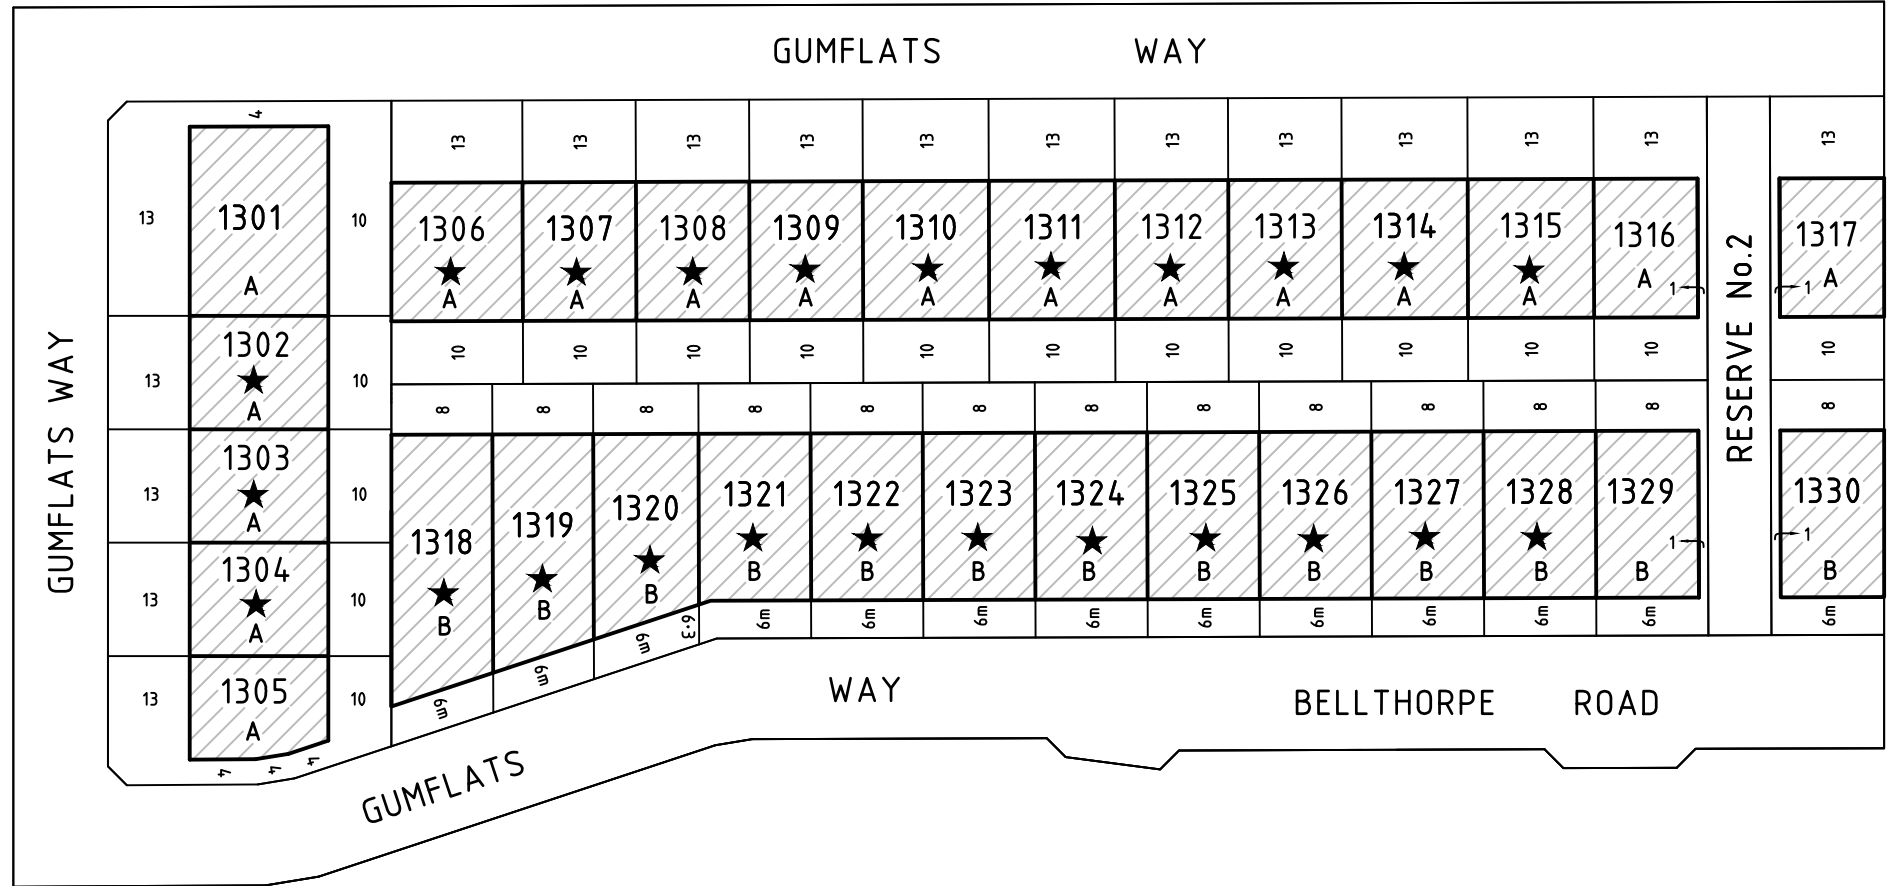 GUMFLATS WAY
4
13 13 13 13 13 13 13 13 13 13 13 13
13 1301 10
A
1306 1307 1308 1309 1310 1311 1312 1313 1314 1315 1316 1317
★ ★ ★ ★ ★ ★ ★ ★ ★ ★
A A A A A A A A A A A 1 1 A
RESERVE No.2
GUMFLATS WAY
13 1302 10
★
A
10 10 10 10 10 10 10 10 10 10 10 10
8 8 8 8 8 8 8 8 8 8 8 8
13 1303 10
★
A
1318 1319 1320 1321 1322 1323 1324 1325 1326 1327 1328 1329 1330
★ ★ ★ ★ ★ ★ ★ ★ ★ ★ ★
B B B B B B B B B B B B B
1 1
13 1304 10
★
A
6m 6m 6m 6.3 6m 6m 6m 6m 6m 6m 6m 6m 6m 6m
13 1305 10
A
4 4 4
GUMFLATS WAY
BELLTHORPE ROAD